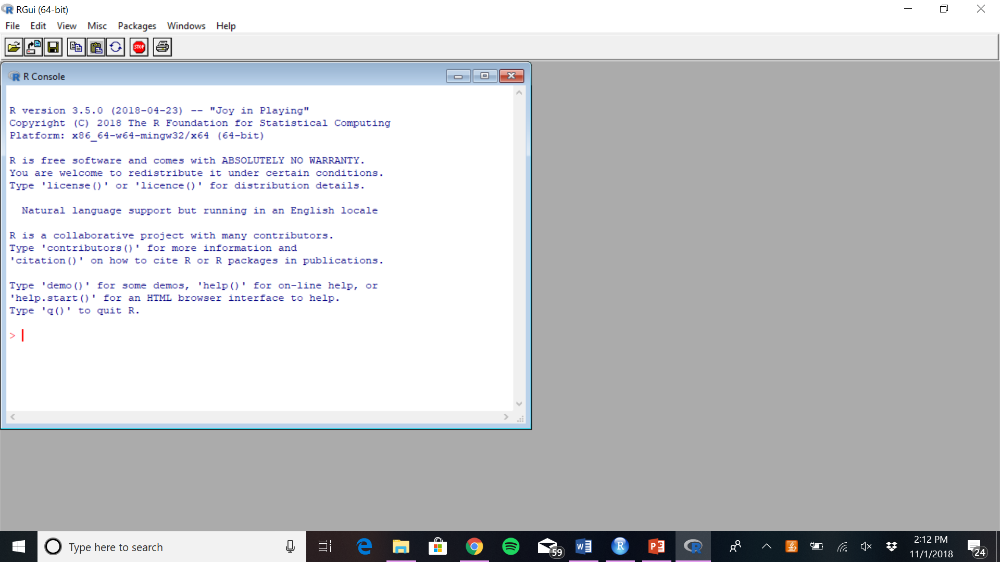 RGui (64-bit)
File Edit View Misc Packages Windows Help
STOP
R Console
R version 3.5.0 (2018-04-23) -- "Joy in Playing"
Copyright (C) 2018 The R Foundation for Statistical Computing
Platform: x86_64-w64-mingw32/x64 (64-bit)
R is free software and comes with ABSOLUTELY NO WARRANTY.
You are welcome to redistribute it under certain conditions.
Type 'license()' or 'licence()' for distribution details.
Natural language support but running in an English locale
R is a collaborative project with many contributors.
Type 'contributors()' for more information and
'citation()' on how to cite R or R packages in publications.
Type 'demo()' for some demos, 'help()' for on-line help, or
'help.start()' for an HTML browser interface to help.
Type 'q()' to quit R.
>
Type here to search
59
2:12 PM
11/1/2018
24